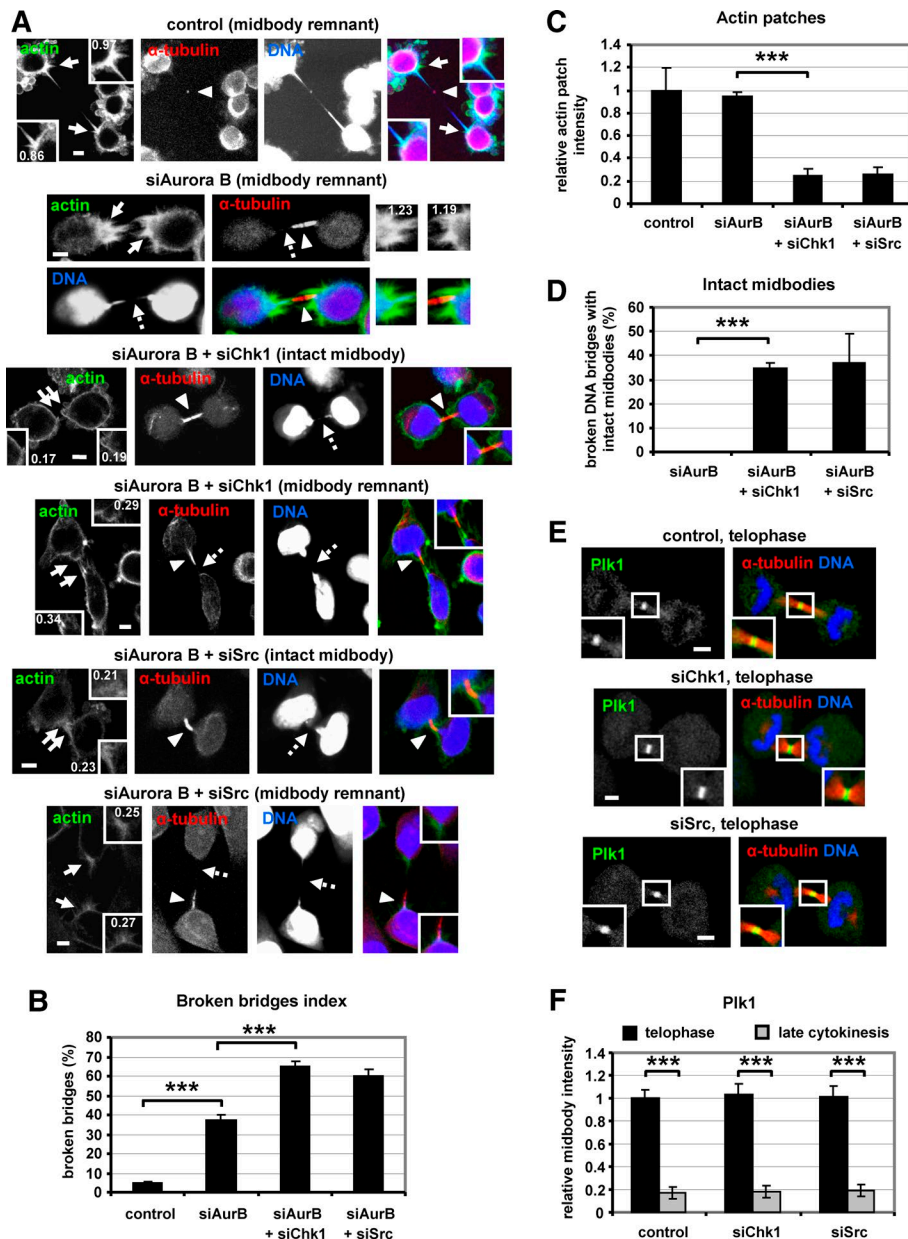 A
control (midbody remnant)
actin
0.97
α-tubulin
DNA
0.86
siAurora B (midbody remnant)
actin
α-tubulin
1.23
1.19
DNA
siAurora B + siChk1 (intact midbody)
actin
α-tubulin
DNA
0.17
0.19
siAurora B + siChk1 (midbody remnant)
actin
0.29
α-tubulin
DNA
0.34
siAurora B + siSrc (intact midbody)
actin
0.21
α-tubulin
DNA
0.23
siAurora B + siSrc (midbody remnant)
actin
0.25
α-tubulin
DNA
0.27
B
Broken bridges index
broken bridges (%)
80
70
60
50
40
30
20
10
0
***
***
control
siAurB
siAurB
+ siChk1
siAurB
+ siSrc
C
Actin patches
relative actin patch
intensity
1.4
1.2
1
0.8
0.6
0.4
0.2
0
***
control
siAurB
siAurB
+ siChk1
siAurB
+ siSrc
D
Intact midbodies
broken DNA bridges with
intact midbodies (%)
60
50
40
30
20
10
0
***
siAurB
siAurB
+ siChk1
siAurB
+ siSrc
E
control, telophase
Plk1
α-tubulin DNA
siChk1, telophase
Plk1
α-tubulin DNA
siSrc, telophase
Plk1
α-tubulin DNA
F
Plk1
telophase
late cytokinesis
relative midbody intensity
1.4
1.2
1
0.8
0.6
0.4
0.2
0
***
***
***
control
siChk1
siSrc